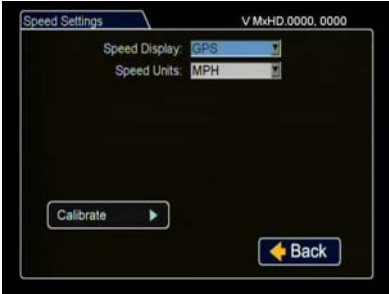 Speed Settings V MxHD.0000, 0000
Speed Display: GPS
Speed Units: MPH
Calibrate
Back